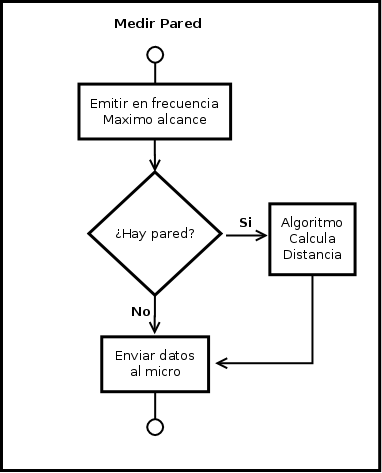 Medir Pared
Emitir en frecuencia
Maximo alcance
¿Hay pared?
Si
Algoritmo
Calcula
Distancia
No
Enviar datos
al micro